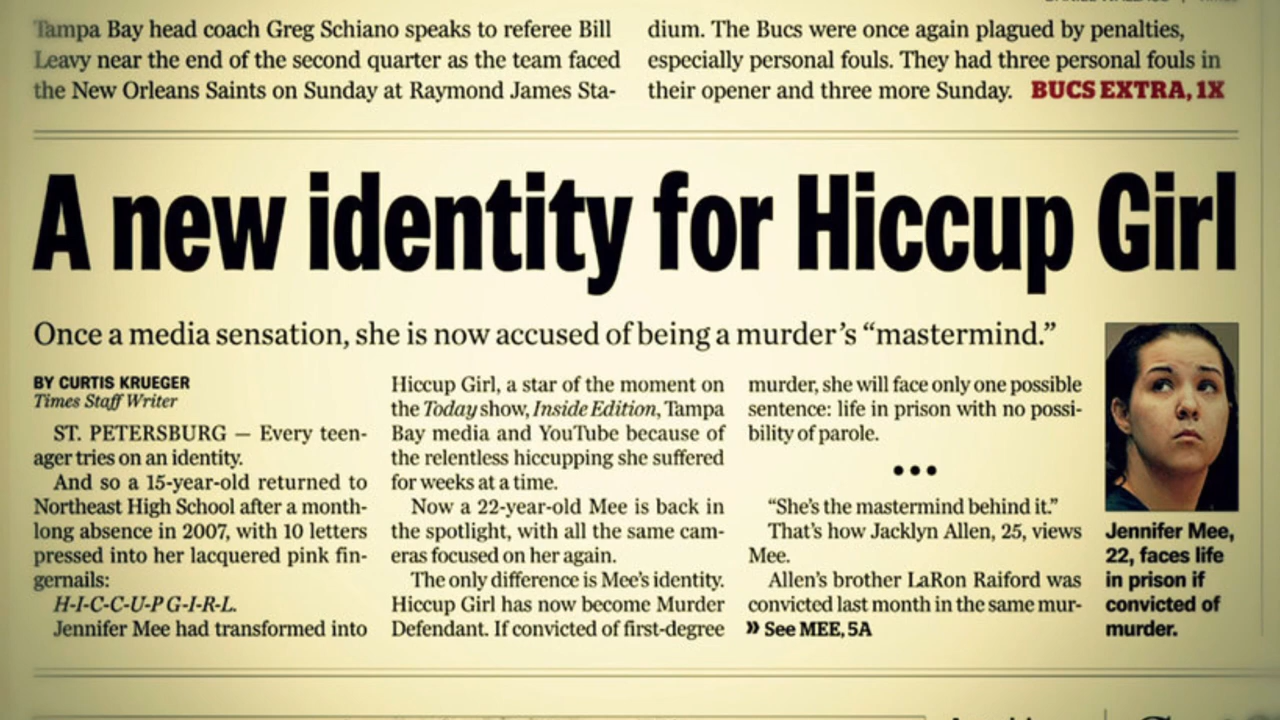 Tampa Bay head coach Greg Schiano speaks to referee Bill
Leavy near the end of the second quarter as the team faced
the New Orleans Saints on Sunday at Raymond James Sta-
dium. The Bucs were once again plagued by penalties,
especially personal fouls. They had three personal fouls in
their opener and three more Sunday. BUCS EXTRA, 1X
A new identity for Hiccup Girl
Once a media sensation, she is now accused of being a murder’s “mastermind.”
BY CURTIS KRUEGER
Times Staff Writer
ST. PETERSBURG — Every teen-
ager tries on an identity.
And so a 15-year-old returned to
Northeast High School after a month-
long absence in 2007, with 10 letters
pressed into her lacquered pink fin-
gernails:
H-I-C-C-U-P G-I-R-L.
Jennifer Mee had transformed into
Hiccup Girl, a star of the moment on
the Today show, Inside Edition, Tampa
Bay media and YouTube because of
the relentless hiccupping she suffered
for weeks at a time.
Now a 22-year-old Mee is back in
the spotlight, with all the same cam-
eras focused on her again.
The only difference is Mee’s identity.
Hiccup Girl has now become Murder
Defendant. If convicted of first-degree
murder, she will face only one possible
sentence: life in prison with no possi-
bility of parole.
•••
“She’s the mastermind behind it.”
That’s how Jacklyn Allen, 25, views
Mee.
Allen’s brother LaRon Raiford was
convicted last month in the same mur-
» See MEE, 5A
Jennifer Mee,
22, faces life
in prison if
convicted of
murder.